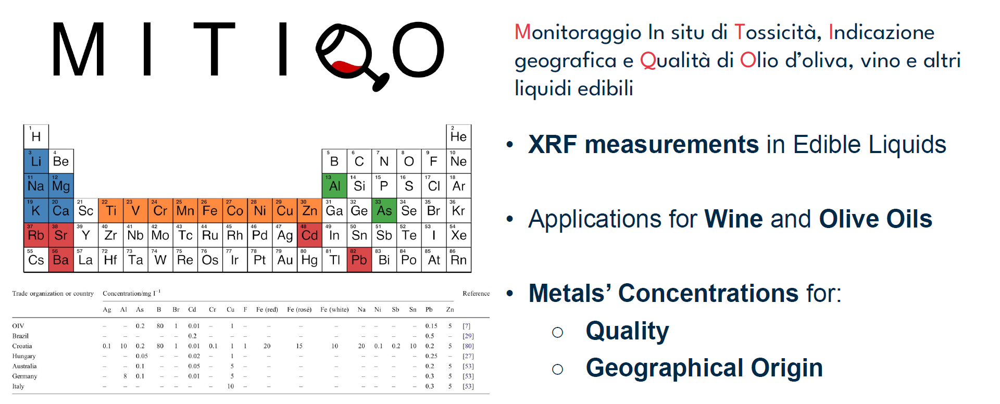 MITIQO
Monitoraggio In situ di Tossicità, Indicazione
geografica e Qualità di Olio d’oliva, vino e altri
liquidi edibili
1 H 2 He
3 Li 4 Be 5 B 6 C 7 N 8 O 9 F 10 Ne
11 Na 12 Mg 13 Al 14 Si 15 P 16 S 17 Cl 18 Ar
19 K 20 Ca 21 Sc 22 Ti 23 V 24 Cr 25 Mn 26 Fe 27 Co 28 Ni 29 Cu 30 Zn 31 Ga 32 Ge 33 As 34 Se 35 Br 36 Kr
37 Rb 38 Sr 39 Y 40 Zr 41 Nb 42 Mo 43 Tc 44 Ru 45 Rh 46 Pd 47 Ag 48 Cd 49 In 50 Sn 51 Sb 52 Te 53 I 54 Xe
55 Cs 56 Ba 57 La 72 Hf 73 Ta 74 W 75 Re 76 Os 77 Ir 78 Pt 79 Au 80 Hg 81 Tl 82 Pb 83 Bi 84 Po 85 At 86 Rn
Trade organization or country Concentration/mg l⁻¹ Reference
Ag Al As B Br Cd Cr Cu F Fe (red) Fe (rosé) Fe (white) Na Ni Sb Sn Pb Zn
OIV – – 0.2 80 1 0.01 – 1 – – – – – – – – 0.15 5 [7]
Brazil – – – – – 0.2 – – – – – – – – – – 0.5 – [29]
Croatia 0.1 10 0.2 80 1 0.01 0.1 1 1 20 15 10 20 0.1 0.2 10 0.2 5 [80]
Hungary – – 0.05 – – 0.02 – 1 – – – – – – – – 0.25 – [27]
Australia – – 0.1 – – 0.05 – 5 – – – – – – – – 0.2 5 [53]
Germany – 8 0.1 – – 0.01 – 5 – – – – – – – – 0.3 5 [53]
Italy – – – – – – – 10 – – – – – – – – 0.3 5 [53]
• XRF measurements in Edible Liquids
• Applications for Wine and Olive Oils
• Metals’ Concentrations for:
○ Quality
○ Geographical Origin